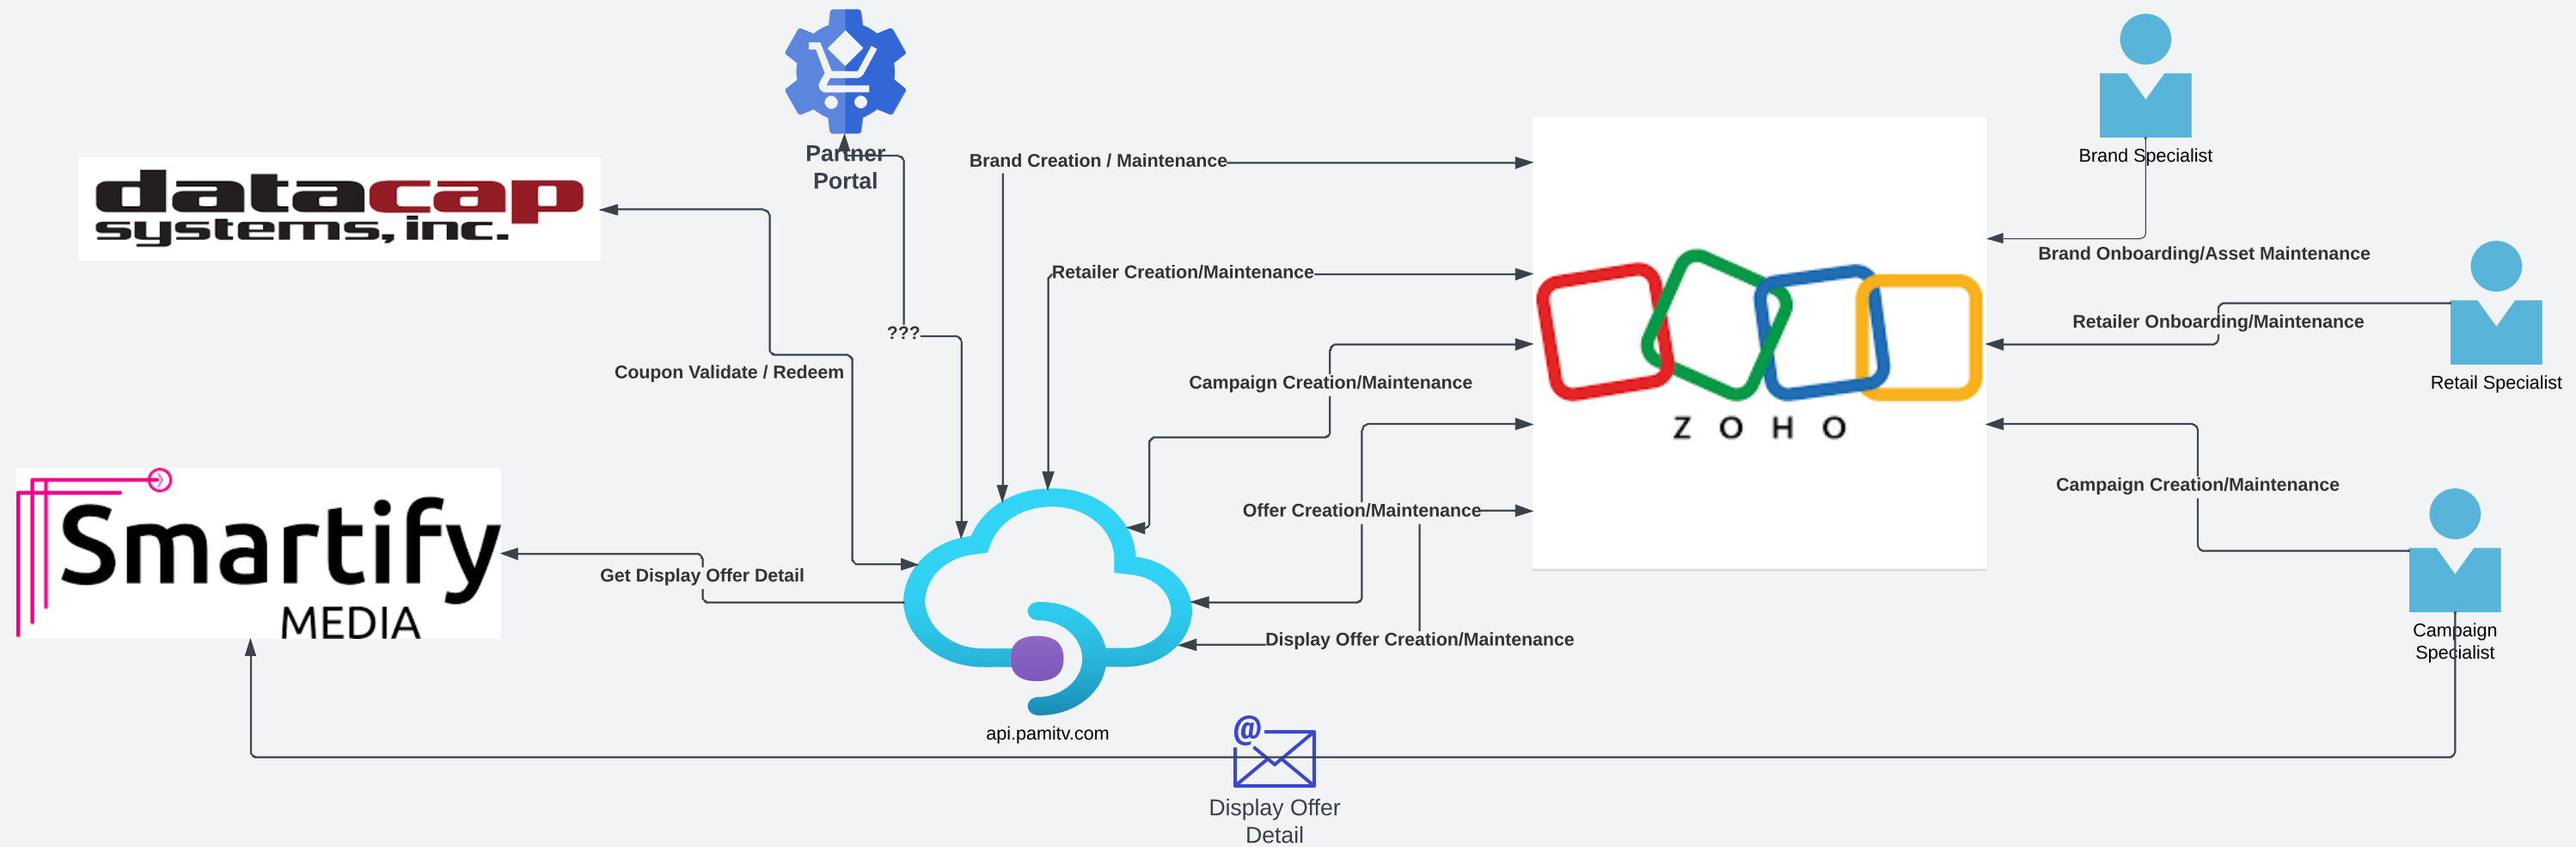 Partner
Portal
Brand Creation / Maintenance
Brand Specialist
datacap
systems, inc.
Brand Onboarding/Asset Maintenance
Retailer Creation/Maintenance
Retailer Onboarding/Maintenance
???
Coupon Validate / Redeem
Campaign Creation/Maintenance
Retail Specialist
ZOHO
Campaign Creation/Maintenance
Offer Creation/Maintenance
Smartify
MEDIA
Get Display Offer Detail
Display Offer Creation/Maintenance
Campaign
Specialist
api.pamitv.com
@
Display Offer
Detail